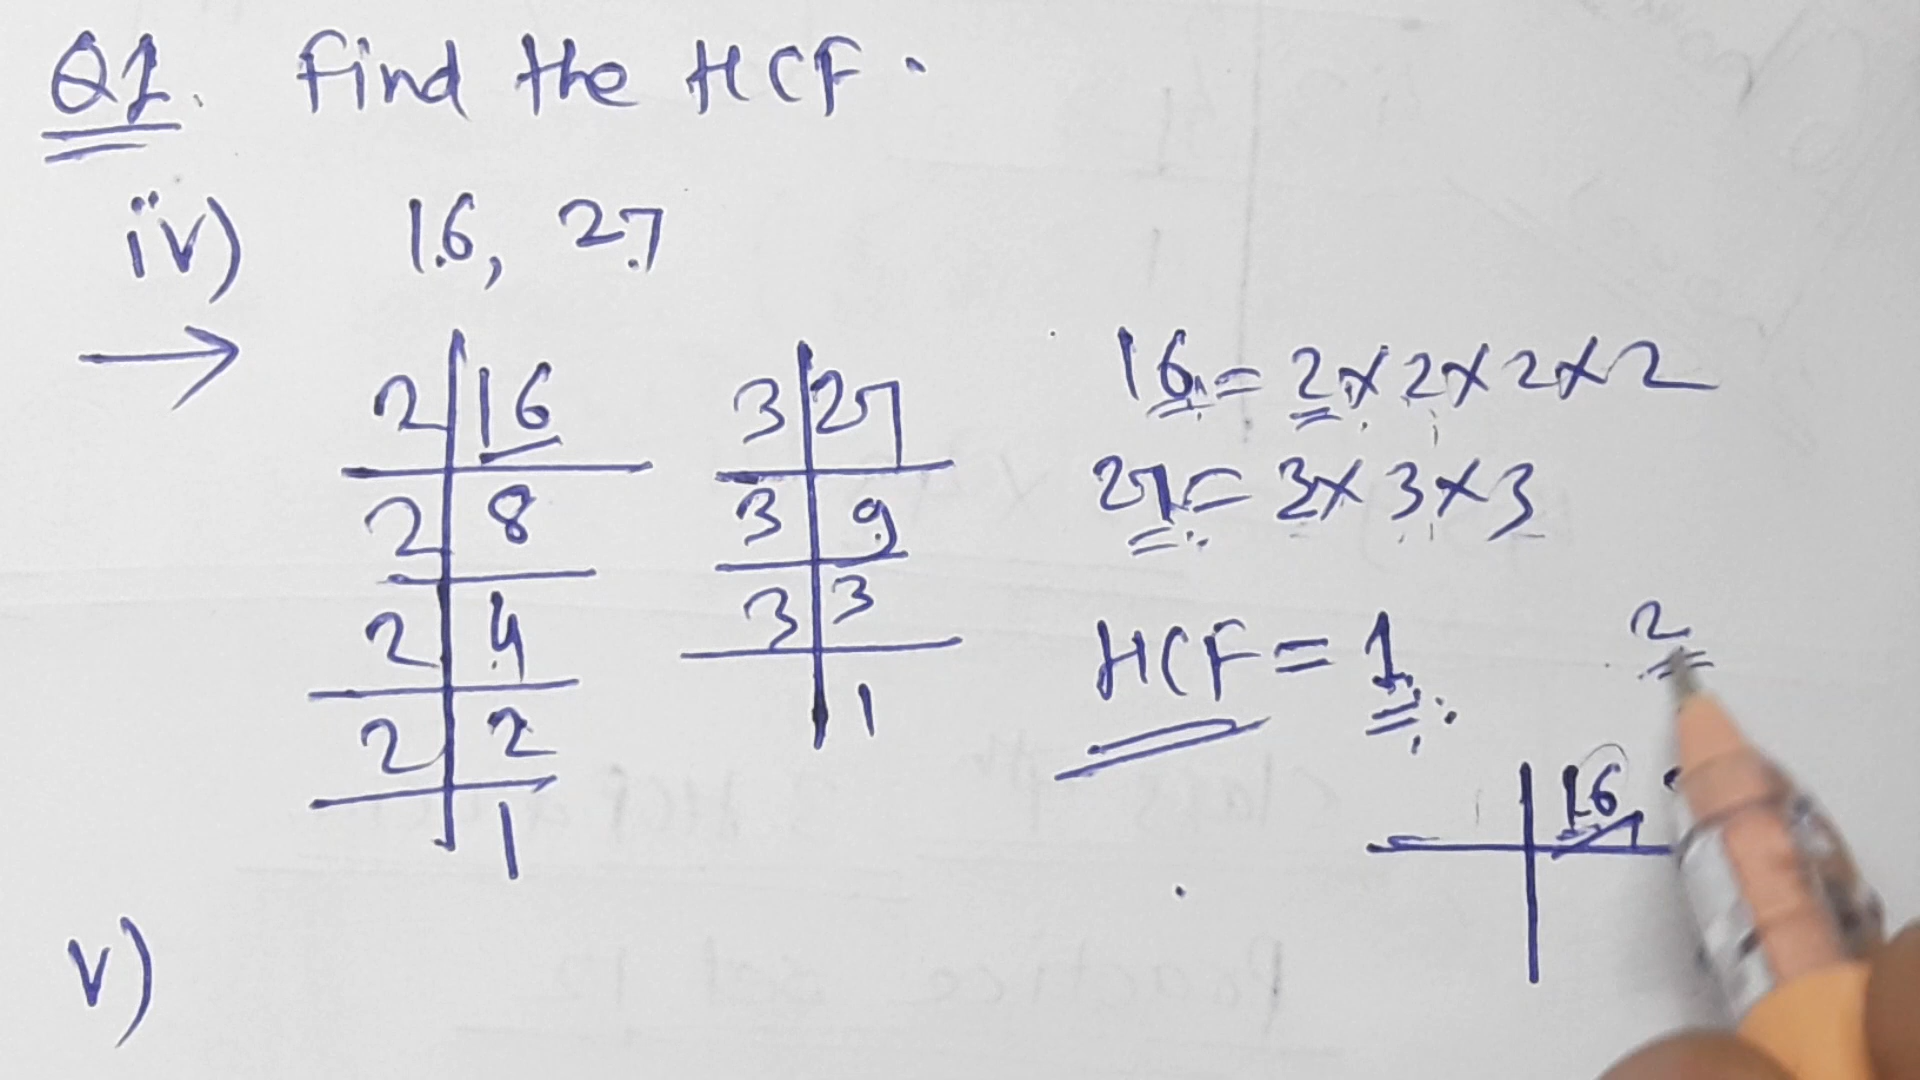 Q1. Find the HCF.
iv) 16, 27
→
2 | 16
2 | 8
2 | 4
2 | 2
1
3 | 27
3 | 9
3 | 3
1
16 = 2 × 2 × 2 × 2
27 = 3 × 3 × 3
HCF = 1
2
16
v)